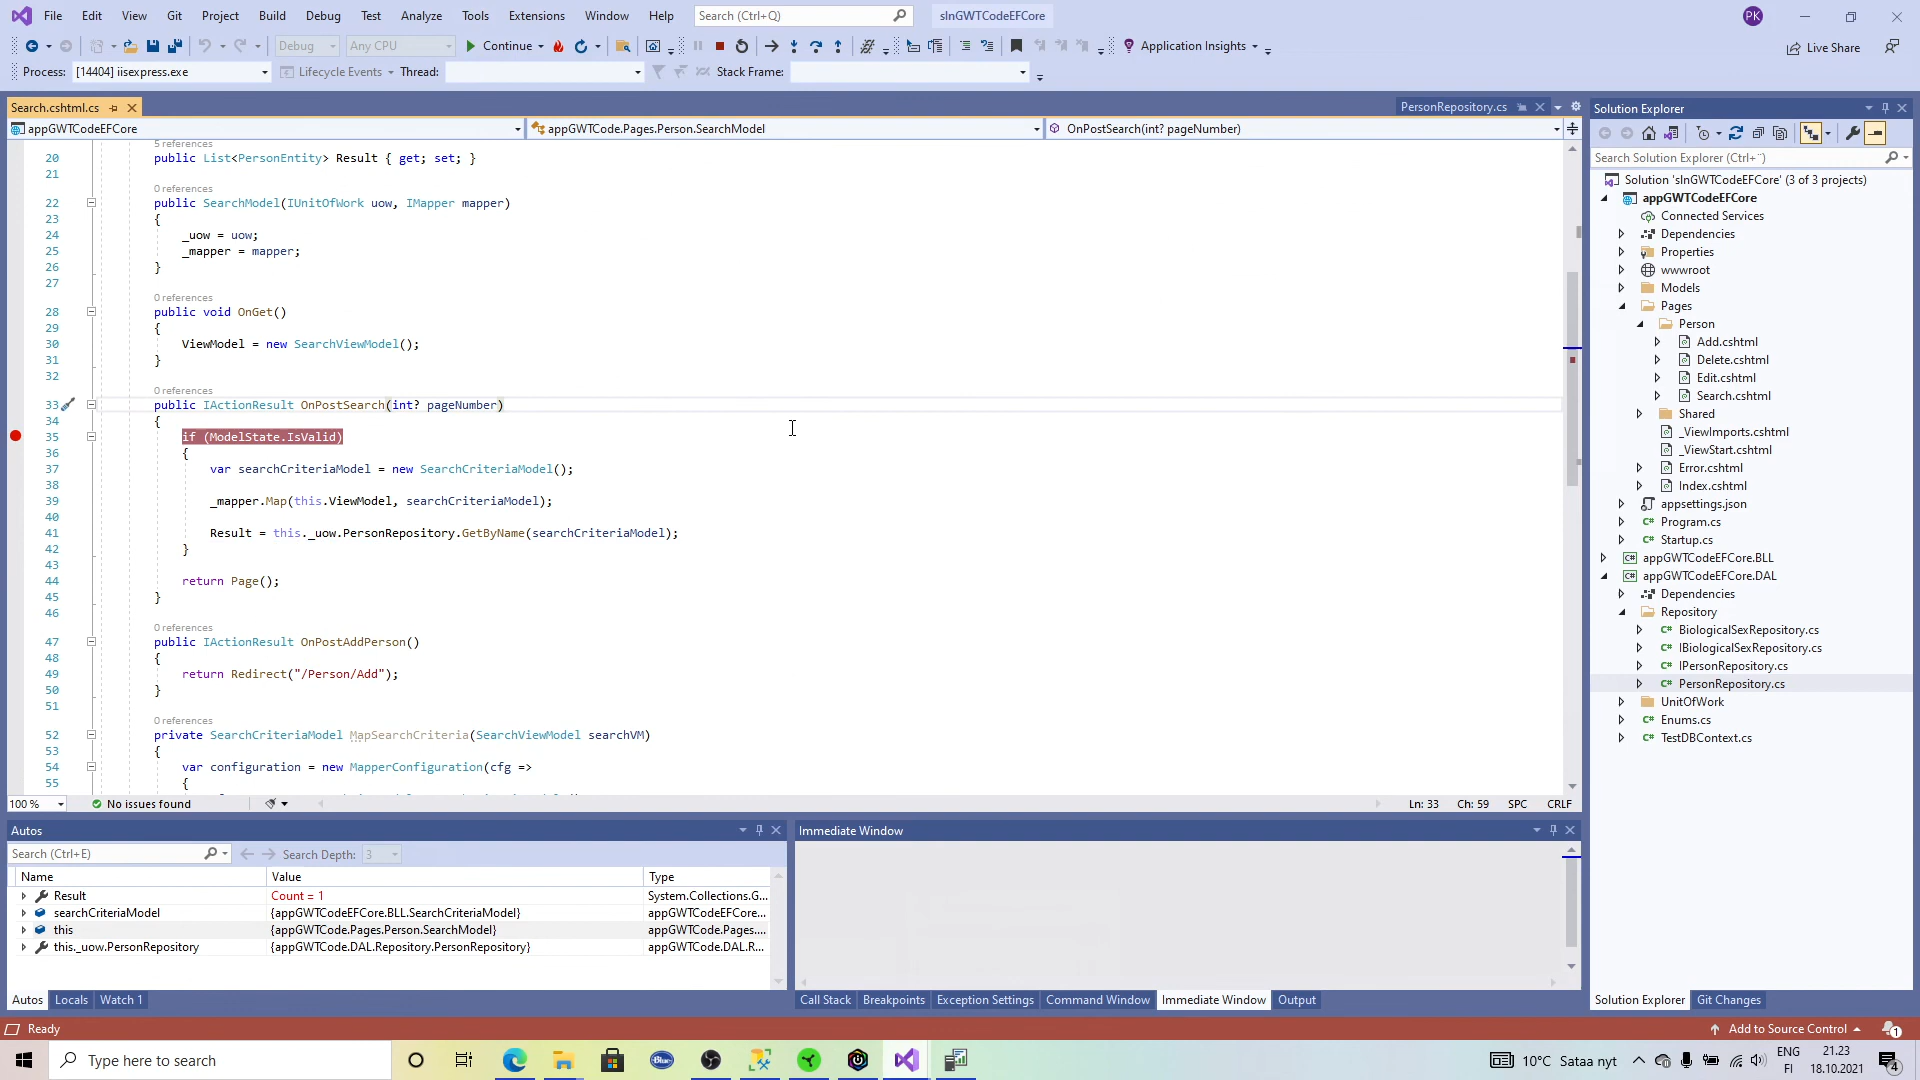 File Edit View Git Project Build Debug Test Analyze Tools Extensions Window Help Search (Ctrl+Q) slnGWTCodeEFCore PK
Debug Any CPU Continue Application Insights Live Share
Process: [14404] iisexpress.exe Lifecycle Events Thread: Stack Frame:
Search.cshtml.cs PersonRepository.cs
appGWTCodeEFCore appGWTCode.Pages.Person.SearchModel OnPostSearch(int? pageNumber)
5 references
20 public List<PersonEntity> Result { get; set; }
21
0 references
22 public SearchModel(IUnitOfWork uow, IMapper mapper)
23 {
24 _uow = uow;
25 _mapper = mapper;
26 }
27
0 references
28 public void OnGet()
29 {
30 ViewModel = new SearchViewModel();
31 }
32
0 references
33 public IActionResult OnPostSearch(int? pageNumber)
34 {
35 if (ModelState.IsValid)
36 {
37 var searchCriteriaModel = new SearchCriteriaModel();
38
39 _mapper.Map(this.ViewModel, searchCriteriaModel);
40
41 Result = this._uow.PersonRepository.GetByName(searchCriteriaModel);
42 }
43
44 return Page();
45 }
46
0 references
47 public IActionResult OnPostAddPerson()
48 {
49 return Redirect("/Person/Add");
50 }
51
0 references
52 private SearchCriteriaModel MapSearchCriteria(SearchViewModel searchVM)
53 {
54 var configuration = new MapperConfiguration(cfg =>
55 {
100 % No issues found Ln: 33 Ch: 59 SPC CRLF
Autos
Search (Ctrl+E) Search Depth: 3
Name Value Type
Result Count = 1 System.Collections.G...
searchCriteriaModel {appGWTCodeEFCore.BLL.SearchCriteriaModel} appGWTCodeEFCore...
this {appGWTCode.Pages.Person.SearchModel} appGWTCode.Pages....
this._uow.PersonRepository {appGWTCode.DAL.Repository.PersonRepository} appGWTCode.DAL.R...
Autos Locals Watch 1
Immediate Window
Call Stack Breakpoints Exception Settings Command Window Immediate Window Output
Solution Explorer
Search Solution Explorer (Ctrl+¨)
Solution 'slnGWTCodeEFCore' (3 of 3 projects)
appGWTCodeEFCore
Connected Services
Dependencies
Properties
wwwroot
Models
Pages
Person
Add.cshtml
Delete.cshtml
Edit.cshtml
Search.cshtml
Shared
_ViewImports.cshtml
_ViewStart.cshtml
Error.cshtml
Index.cshtml
appsettings.json
C# Program.cs
C# Startup.cs
C# appGWTCodeEFCore.BLL
C# appGWTCodeEFCore.DAL
Dependencies
Repository
C# BiologicalSexRepository.cs
C# IBiologicalSexRepository.cs
C# IPersonRepository.cs
C# PersonRepository.cs
UnitOfWork
C# Enums.cs
C# TestDBContext.cs
Solution Explorer Git Changes
Ready Add to Source Control 1
Type here to search Blue 10°C Sataa nyt ENG 21.23
FI 18.10.2021 4